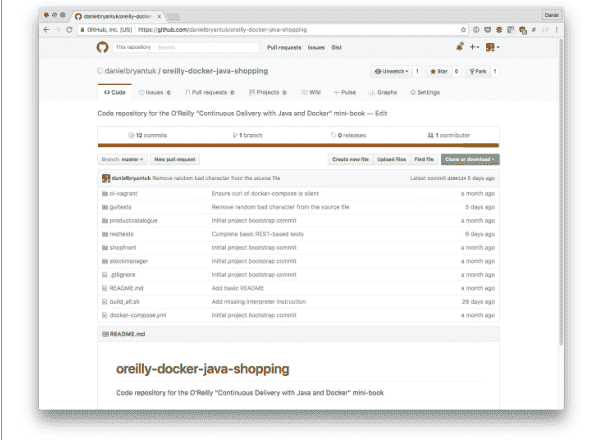 danielbryantuk/oreilly-docker-
Daniel
GitHub, Inc. [US] https://github.com/danielbryantuk/oreilly-docker-java-shopping
This repository Search Pull requests Issues Gist
danielbryantuk / oreilly-docker-java-shopping Unwatch 1 Star 0 Fork 1
Code Issues 0 Pull requests 0 Projects 0 Wiki Pulse Graphs Settings
Code repository for the O'Reilly "Continuous Delivery with Java and Docker" mini-book — Edit
12 commits 1 branch 0 releases 1 contributor
Branch: master New pull request Create new file Upload files Find file Clone or download
danielbryantuk Remove random bad character from the source file Latest commit 5 days ago
ci-vagrant Ensure curl of docker-compose is silent a month ago
guitests Remove random bad character from the source file 5 days ago
productcatalogue Initial project bootstrap commit a month ago
resttests Complete basic REST-based tests 6 days ago
shopfront Initial project bootstrap commit a month ago
stockmanager Initial project bootstrap commit a month ago
.gitignore Initial project bootstrap commit a month ago
README.md Add basic README a month ago
build_all.sh Add missing interpreter instruction 28 days ago
docker-compose.yml Initial project bootstrap commit a month ago
README.md
oreilly-docker-java-shopping
Code repository for the O'Reilly "Continuous Delivery with Java and Docker" mini-book